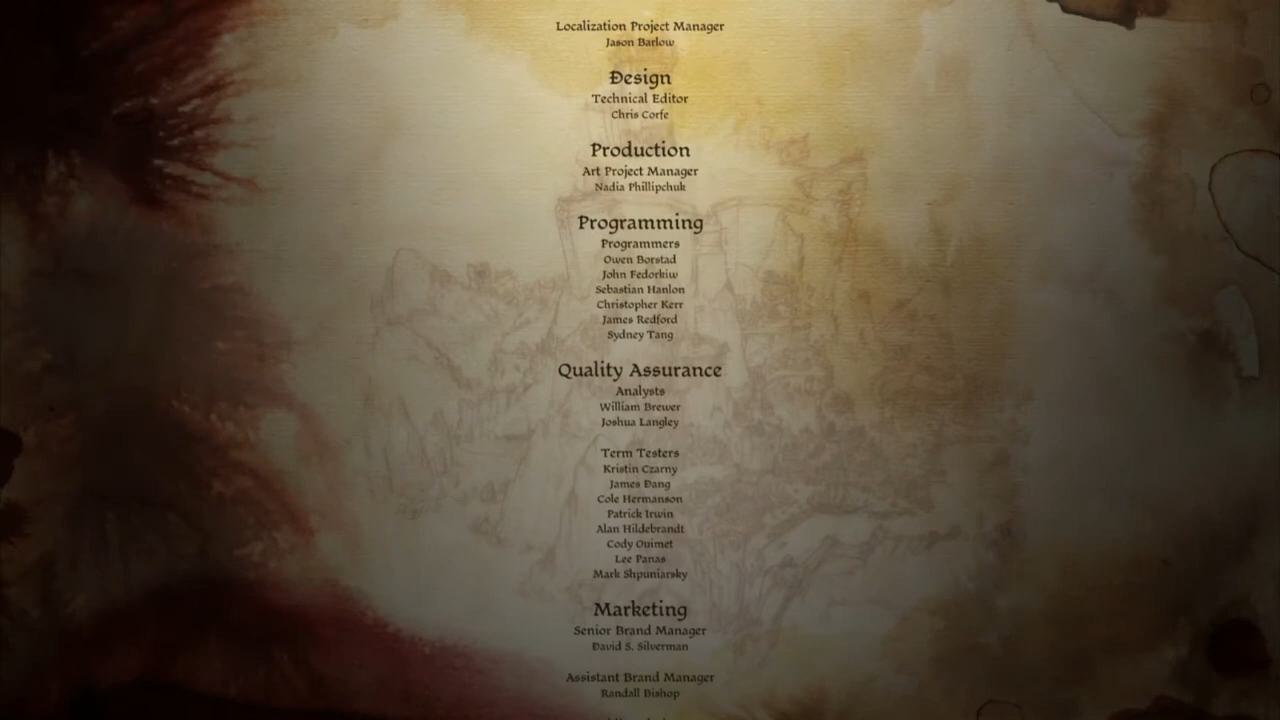 Localization Project Manager
Jason Barlow
Design
Technical Editor
Chris Corfe
Production
Art Project Manager
Nadia Phillipchuk
Programming
Programmers
Owen Borstad
John Fedorkiw
Sebastian Hanlon
Christopher Kerr
James Redford
Sydney Tang
Quality Assurance
Analysts
William Brewer
Joshua Langley
Term Testers
Kristin Czarny
James Dang
Cole Hermanson
Patrick Irwin
Alan Hildebrandt
Cody Ouimet
Lee Panas
Mark Shpuniarsky
Marketing
Senior Brand Manager
David S. Silverman
Assistant Brand Manager
Randall Bishop